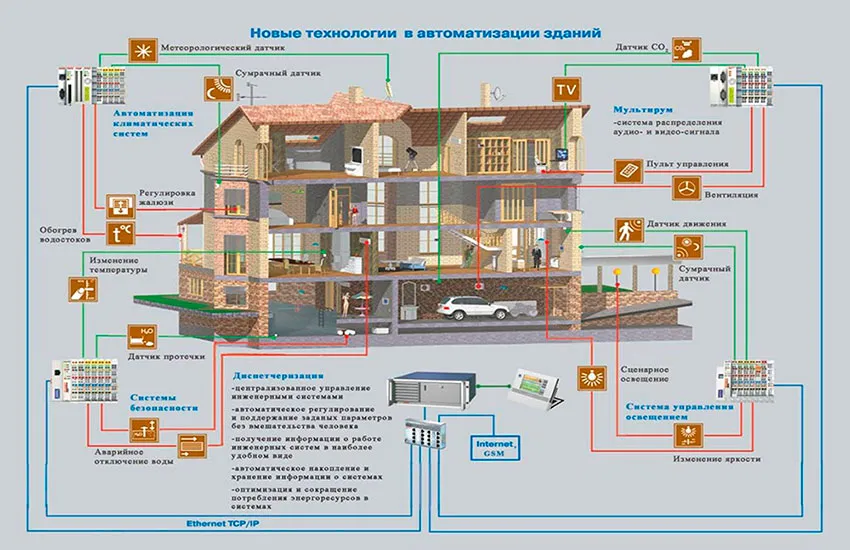 Новые технологии в автоматизации зданий
Метеорологический датчик
Датчик CO₂
CO₂
Сумрачный датчик
TV
Автоматизация
климатических
систем
Мультирум
-система распределения
аудио- и видео-сигнала
Пульт управления
Регулировка
жалюзи
Вентиляция
Обогрев
водостоков
t°C
Датчик движения
Изменение
температуры
Сумрачный
датчик
H₂O
Датчик протечки
Сценарное
освещение
Системы
безопасности
Диспетчеризация
-централизованное управление
инженерными системами
-автоматическое регулирование
и поддержание заданых параметров
без вмешательства человека
-получение информации о работе
инженерных систем в наиболее
удобном виде
-автоматическое накопление и
хранение информации о системах
-оптимизация и сокращение
потребления энергоресурсов в
системах
Система управления
освещением
Аварийное
отключение воды
Internet,
GSM
Изменение яркости
Ethernet TCP/IP